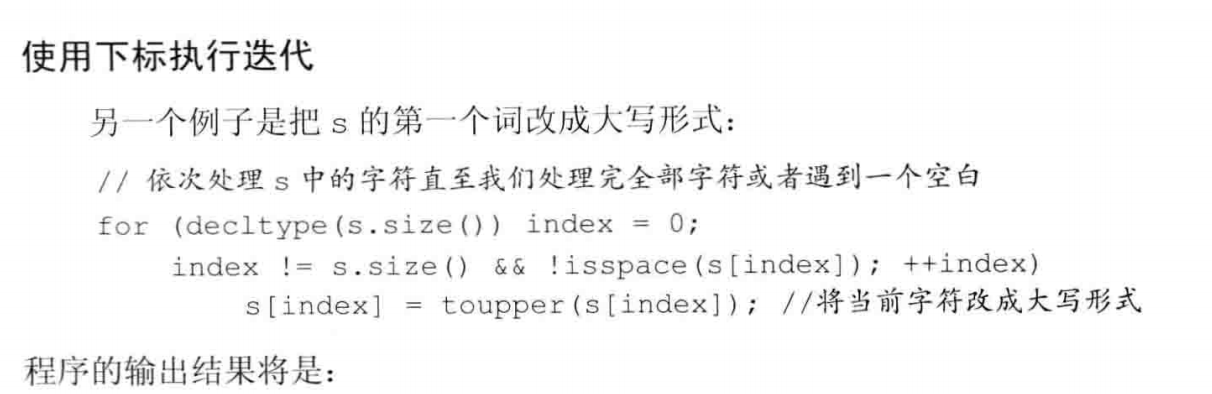 使用下标执行迭代
另一个例子是把 s 的第一个词改成大写形式：
// 依次处理 s 中的字符直至我们处理完全部字符或者遇到一个空白
for (decltype(s.size()) index = 0;
index != s.size() && !isspace(s[index]); ++index)
s[index] = toupper(s[index]); //将当前字符改成大写形式
程序的输出结果将是：